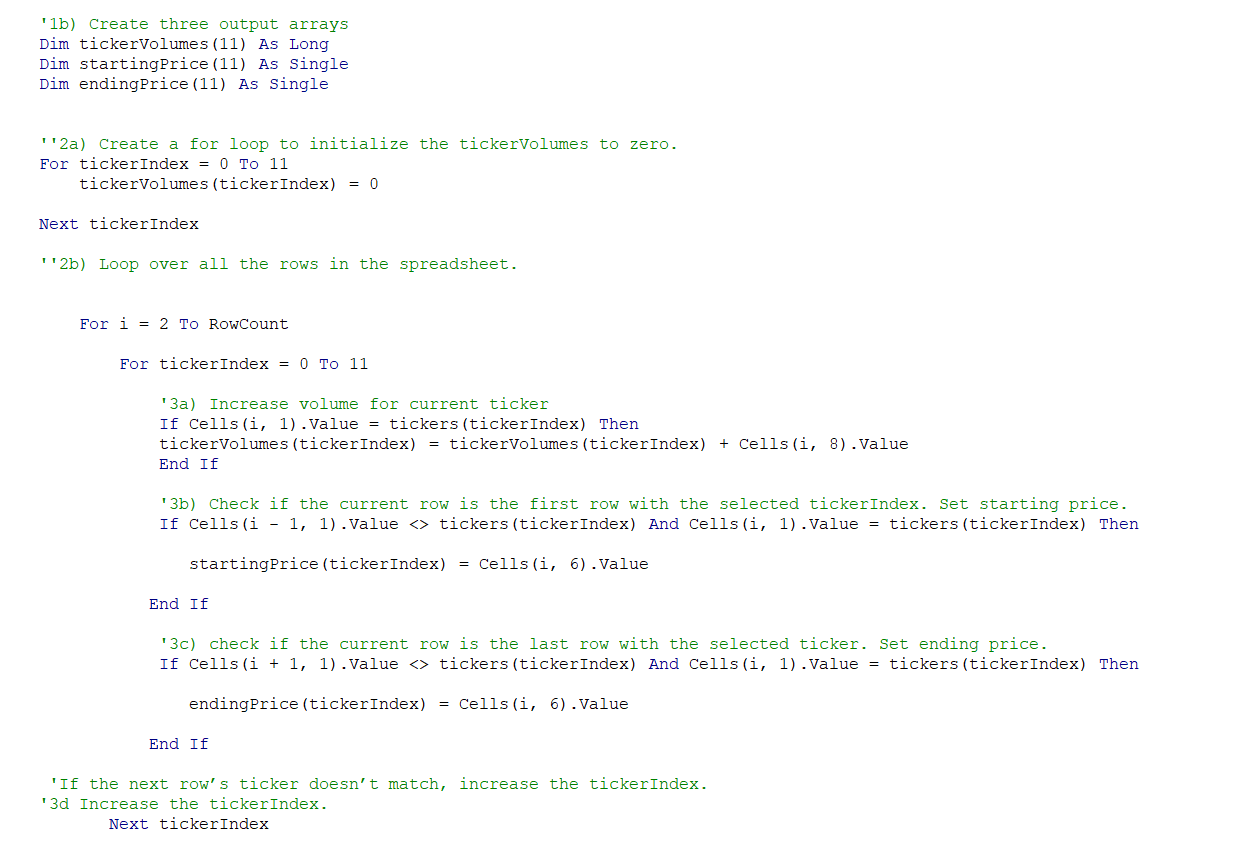 '1b) Create three output arrays
Dim tickerVolumes(11) As Long
Dim startingPrice(11) As Single
Dim endingPrice(11) As Single
''2a) Create a for loop to initialize the tickerVolumes to zero.
For tickerIndex = 0 To 11
tickerVolumes(tickerIndex) = 0
Next tickerIndex
''2b) Loop over all the rows in the spreadsheet.
For i = 2 To RowCount
For tickerIndex = 0 To 11
'3a) Increase volume for current ticker
If Cells(i, 1).Value = tickers(tickerIndex) Then
tickerVolumes(tickerIndex) = tickerVolumes(tickerIndex) + Cells(i, 8).Value
End If
'3b) Check if the current row is the first row with the selected tickerIndex. Set starting price.
If Cells(i - 1, 1).Value <> tickers(tickerIndex) And Cells(i, 1).Value = tickers(tickerIndex) Then
startingPrice(tickerIndex) = Cells(i, 6).Value
End If
'3c) check if the current row is the last row with the selected ticker. Set ending price.
If Cells(i + 1, 1).Value <> tickers(tickerIndex) And Cells(i, 1).Value = tickers(tickerIndex) Then
endingPrice(tickerIndex) = Cells(i, 6).Value
End If
'If the next row’s ticker doesn’t match, increase the tickerIndex.
'3d Increase the tickerIndex.
Next tickerIndex